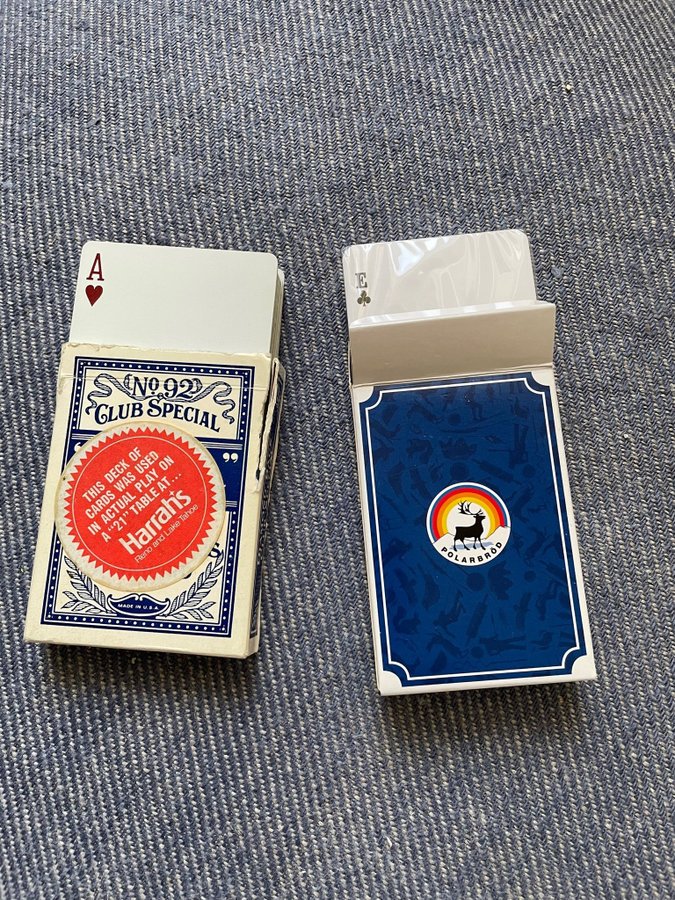 A
No 92
CLUB SPECIAL
"
"
THIS DECK OF
CARDS WAS USED
IN ACTUAL PLAY ON
A "21" TABLE AT...
Harrah's
Reno and Lake Tahoe
MADE IN U.S.A.
E
POLARBRÖD